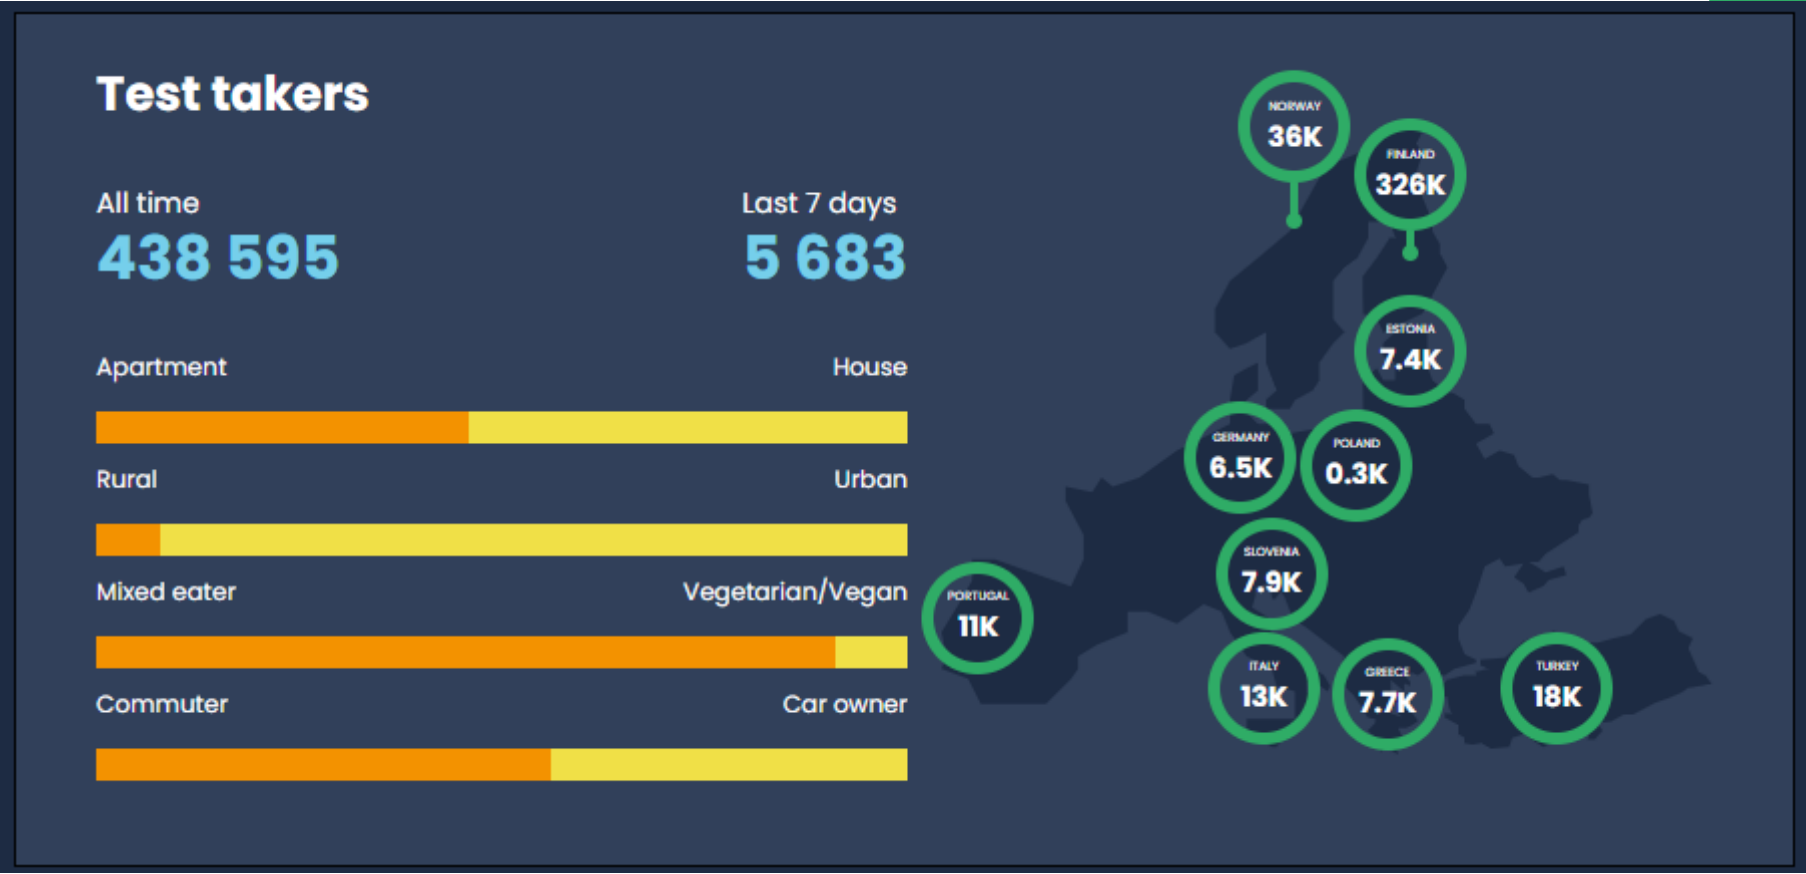 Test takers
All time
438 595
Last 7 days
5 683
Apartment House
Rural Urban
Mixed eater Vegetarian/Vegan
Commuter Car owner
NORWAY
36K
FINLAND
326K
ESTONIA
7.4K
GERMANY
6.5K
POLAND
0.3K
SLOVENIA
7.9K
PORTUGAL
11K
ITALY
13K
GREECE
7.7K
TURKEY
18K